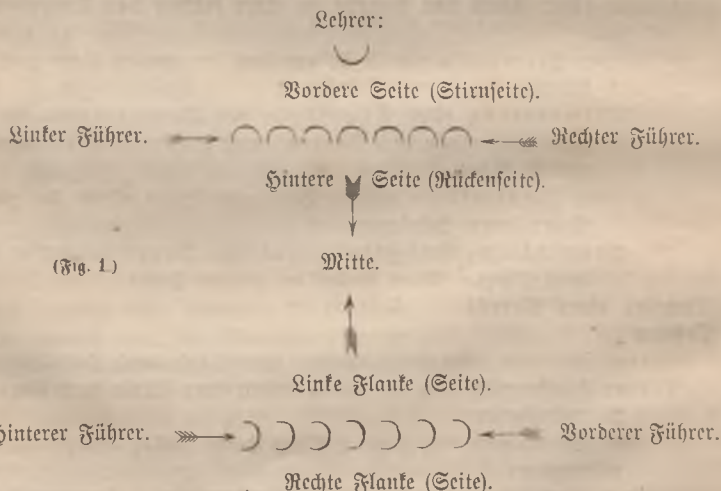 Lehrer:
Vordere Seite (Stirnseite).
Linker Führer. Rechter Führer.
Hintere Seite (Rückenseite).
(Fig. 1.)
Mitte.
Linke Flanke (Seite).
Hinterer Führer. Vorderer Führer.
Rechte Flanke (Seite).